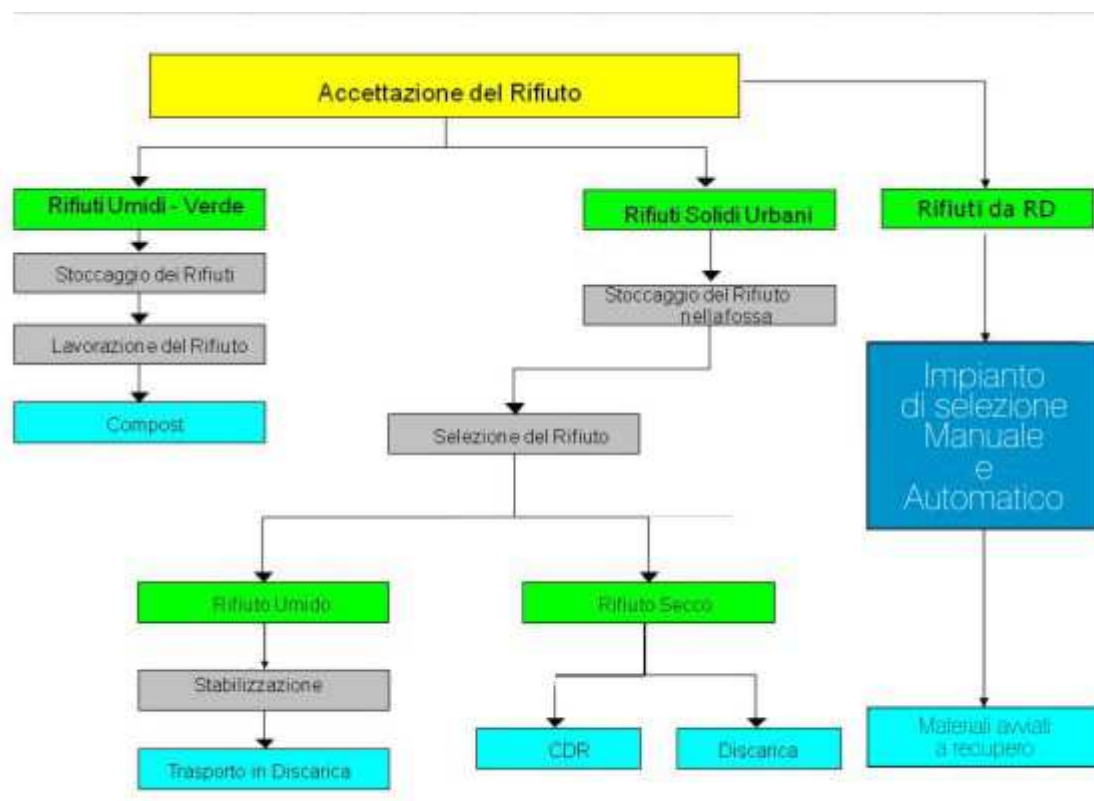 Accettazione del Rifiuto
Rifiuti Umidi - Verde
Rifiuti Solidi Urbani
Rifiuti da RD
Stoccaggio dei Rifiuti
Stoccaggio del Rifiuto
nella fossa
Lavorazione del Rifiuto
Compost
Selezione del Rifiuto
Impianto
di selezione
Manuale
e
Automatico
Rifiuto Umido
Rifiuto Secco
Stabilizzazione
CDR
Discarica
Materiali avviati
a recupero
Trasporto in Discarica